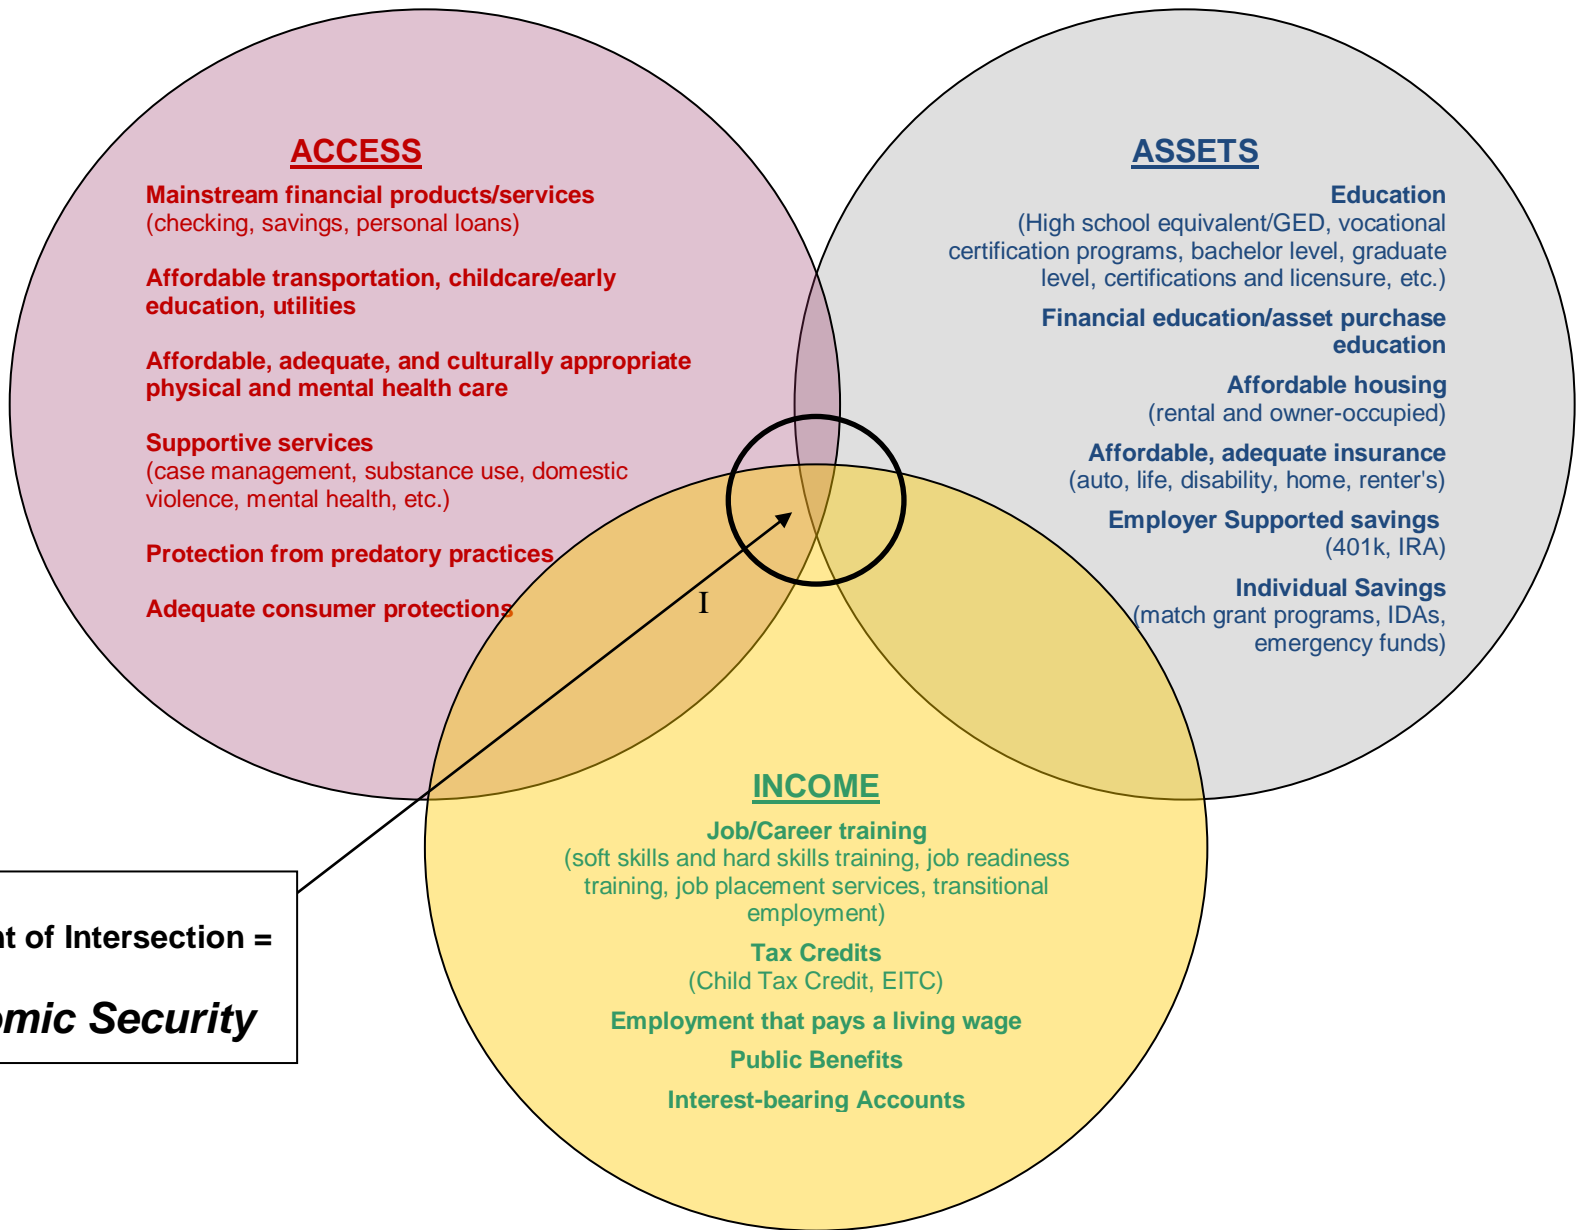 ACCESS
Mainstream financial products/services
(checking, savings, personal loans)
Affordable transportation, childcare/early
education, utilities
Affordable, adequate, and culturally appropriate
physical and mental health care
Supportive services
(case management, substance use, domestic
violence, mental health, etc.)
Protection from predatory practices
Adequate consumer protections
ASSETS
Education
(High school equivalent/GED, vocational
certification programs, bachelor level, graduate
level, certifications and licensure, etc.)
Financial education/asset purchase
education
Affordable housing
(rental and owner-occupied)
Affordable, adequate insurance
(auto, life, disability, home, renter's)
Employer Supported savings
(401k, IRA)
Individual Savings
(match grant programs, IDAs,
emergency funds)
I
INCOME
Job/Career training
(soft skills and hard skills training, job readiness
training, job placement services, transitional
employment)
Tax Credits
(Child Tax Credit, EITC)
Employment that pays a living wage
Public Benefits
Interest-bearing Accounts
nt of Intersection =
omic Security